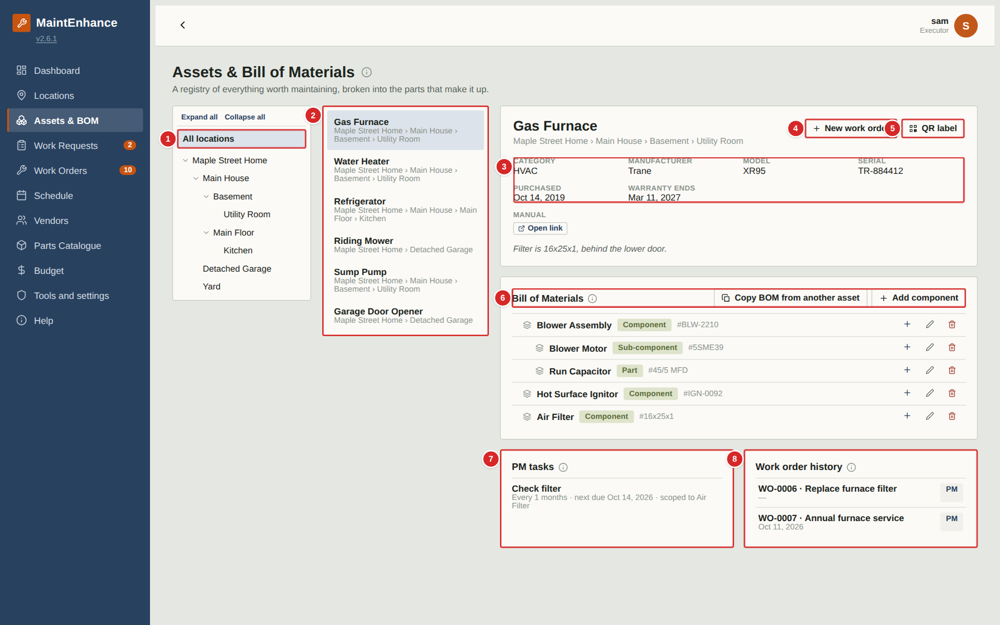 MaintEnhance
v2.6.1
Dashboard
Locations
Assets & BOM
Work Requests 2
Work Orders 10
Schedule
Vendors
Parts Catalogue
Budget
Tools and settings
Help
sam
Executor
S
Assets & Bill of Materials
A registry of everything worth maintaining, broken into the parts that make it up.
Expand all Collapse all
1
All locations
Maple Street Home
Main House
Basement
Utility Room
Main Floor
Kitchen
Detached Garage
Yard
2
Gas Furnace
Maple Street Home › Main House ›
Basement › Utility Room
Water Heater
Maple Street Home › Main House ›
Basement › Utility Room
Refrigerator
Maple Street Home › Main House › Main
Floor › Kitchen
Riding Mower
Maple Street Home › Detached Garage
Sump Pump
Maple Street Home › Main House ›
Basement › Utility Room
Garage Door Opener
Maple Street Home › Detached Garage
Gas Furnace
Maple Street Home › Main House › Basement › Utility Room
4 New work orde 5 QR label
3
CATEGORY MANUFACTURER MODEL SERIAL
HVAC Trane XR95 TR-884412
PURCHASED WARRANTY ENDS
Oct 14, 2019 Mar 11, 2027
MANUAL
Open link
Filter is 16x25x1, behind the lower door.
6
Bill of Materials Copy BOM from another asset Add component
Blower Assembly Component #BLW-2210
Blower Motor Sub-component #5SME39
Run Capacitor Part #45/5 MFD
Hot Surface Ignitor Component #IGN-0092
Air Filter Component #16x25x1
7
PM tasks
Check filter
Every 1 months · next due Oct 14, 2026 · scoped to Air
Filter
8
Work order history
WO-0006 · Replace furnace filter PM
—
WO-0007 · Annual furnace service PM
Oct 11, 2026